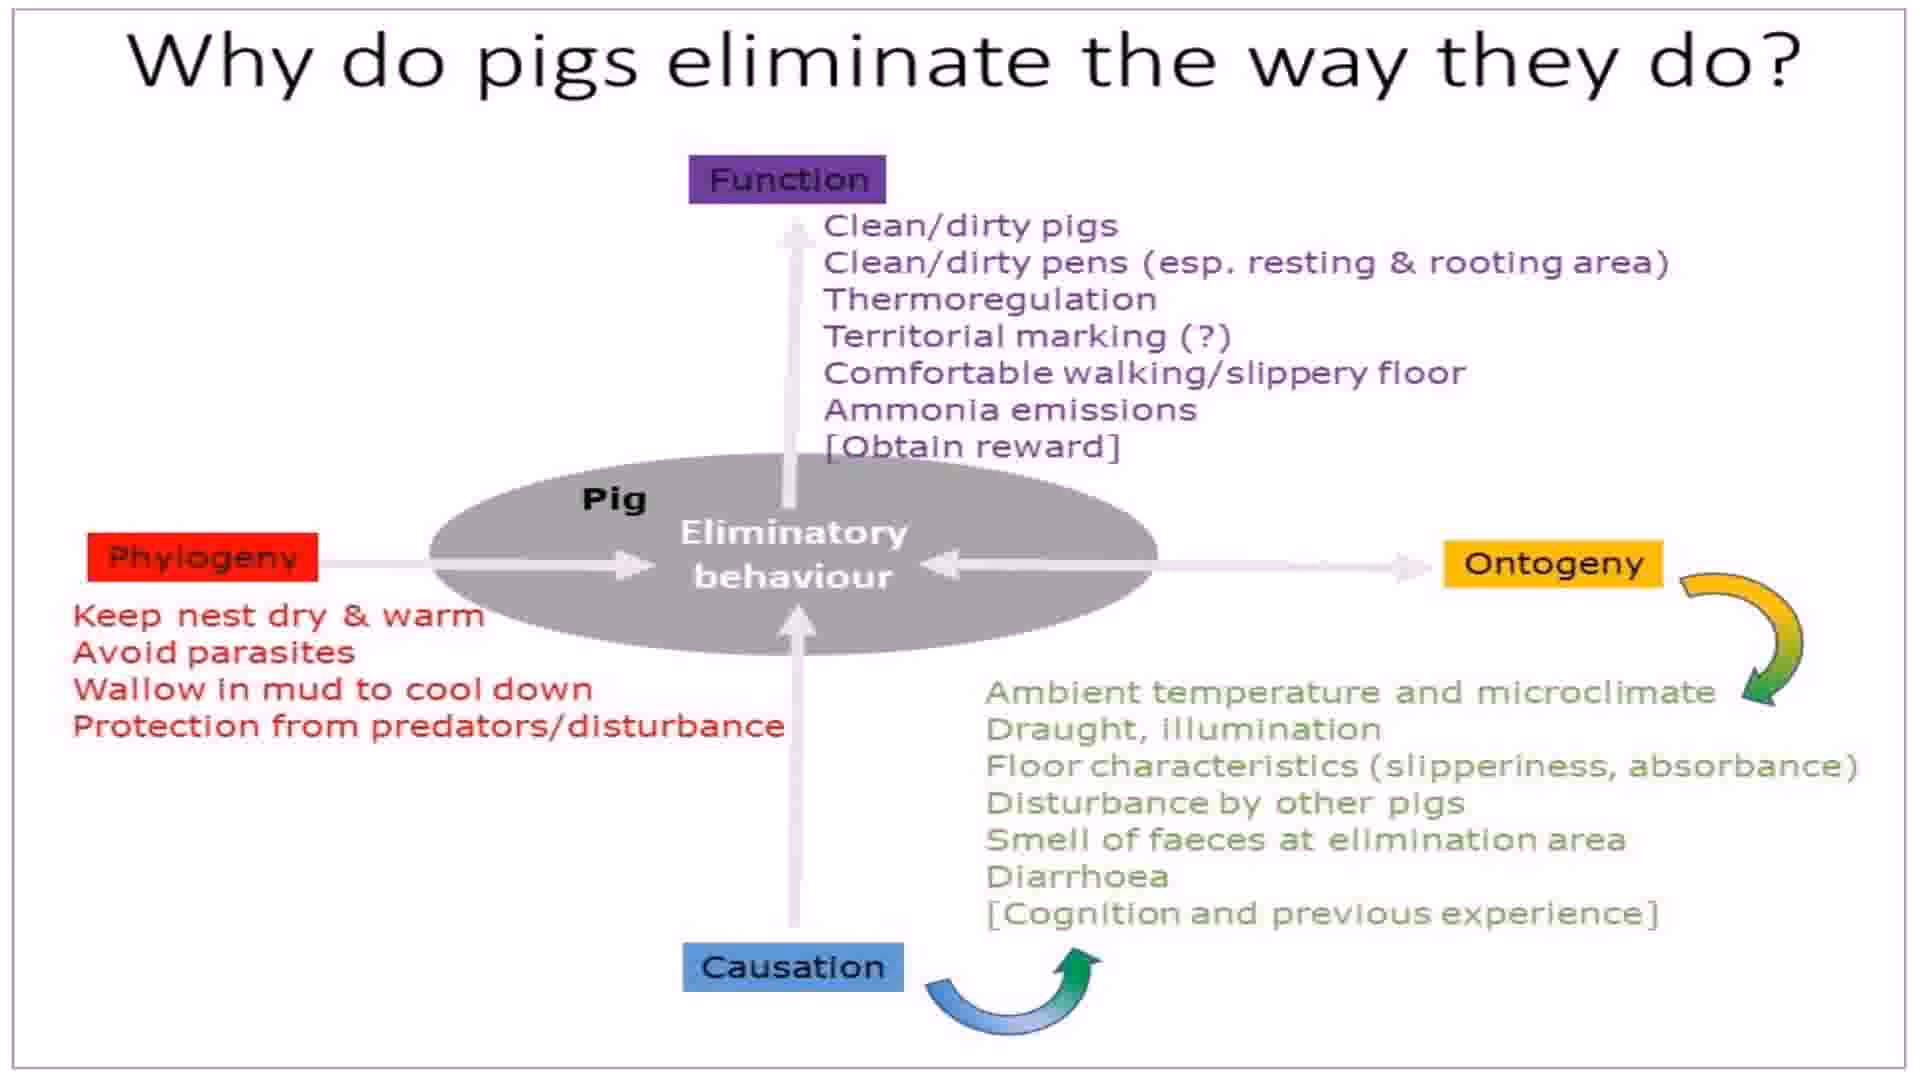 Why do pigs eliminate the way they do?
Function
Clean/dirty pigs
Clean/dirty pens (esp. resting & rooting area)
Thermoregulation
Territorial marking (?)
Comfortable walking/slippery floor
Ammonia emissions
[Obtain reward]
Pig
Eliminatory
behaviour
Phylogeny
Keep nest dry & warm
Avoid parasites
Wallow in mud to cool down
Protection from predators/disturbance
Ontogeny
Ambient temperature and microclimate
Draught, illumination
Floor characteristics (slipperiness, absorbance)
Disturbance by other pigs
Smell of faeces at elimination area
Diarrhoea
[Cognition and previous experience]
Causation